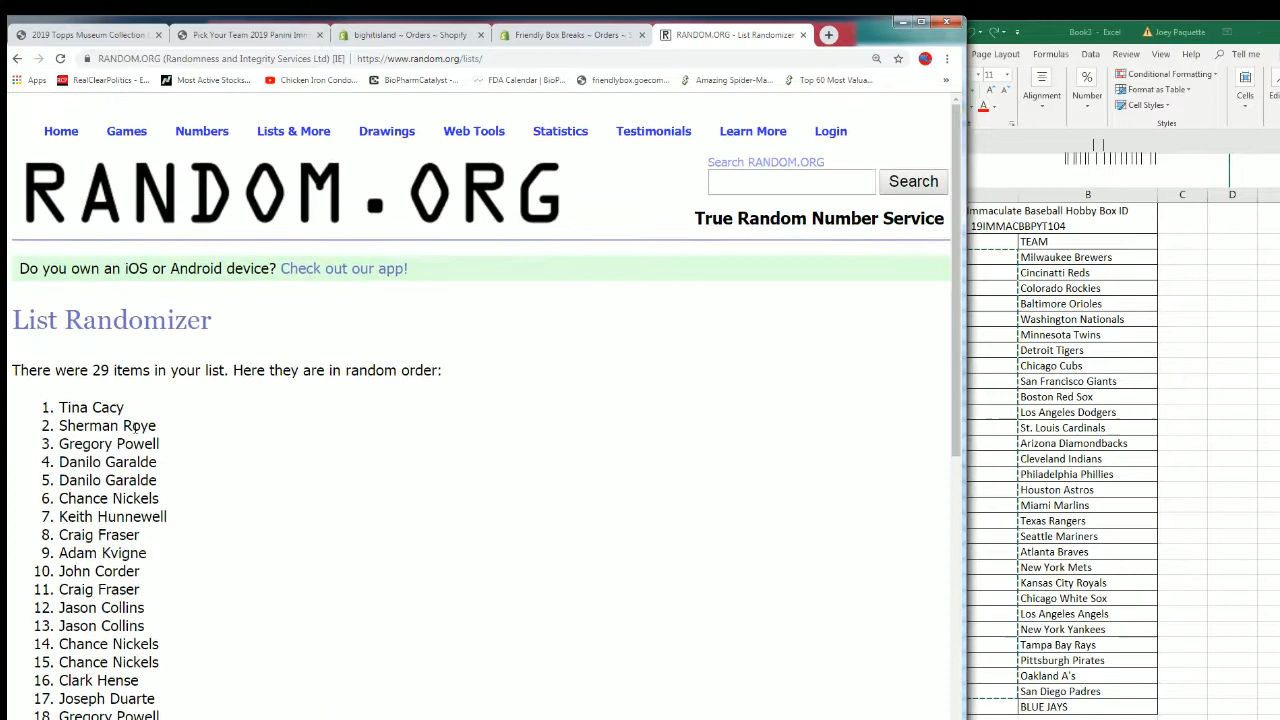 2019 Topps Museum Collection
Pick Your Team-2019 Panini Imm
bighitisland ~ Orders ~ Shopify
Friendly Box Breaks ~ Orders ~ S
RANDOM.ORG - List Randomizer
RANDOM.ORG (Randomness and Integrity Services Ltd) [IE] https://www.random.org/lists/
Apps RealClearPolitics - E... Most Active Stocks... Chicken Iron Condo... BioPharmCatalyst... FDA Calendar | BioP... friendlybox.goecom... Amazing Spider-Ma... Top 60 Most Valua... »
Home Games Numbers Lists & More Drawings Web Tools Statistics Testimonials Learn More Login
RANDOM.ORG
Search RANDOM.ORG
Search
True Random Number Service
Do you own an iOS or Android device? Check out our app!
List Randomizer
There were 29 items in your list. Here they are in random order:
1. Tina Cacy
2. Sherman Roye
3. Gregory Powell
4. Danilo Garalde
5. Danilo Garalde
6. Chance Nickels
7. Keith Hunnewell
8. Craig Fraser
9. Adam Kvigne
10. John Corder
11. Craig Fraser
12. Jason Collins
13. Jason Collins
14. Chance Nickels
15. Chance Nickels
16. Clark Hense
17. Joseph Duarte
18. Gregory Powell
Book3 - Excel
Joey Paquette
Page Layout Formulas Data Review View Help Tell me
11
Alignment
Number
Conditional Formatting
Format as Table
Cell Styles
Styles
Cells
B C D
Immaculate Baseball Hobby Box ID
19IMMACBBPYT104
TEAM
Milwaukee Brewers
Cincinatti Reds
Colorado Rockies
Baltimore Orioles
Washington Nationals
Minnesota Twins
Detroit Tigers
Chicago Cubs
San Francisco Giants
Boston Red Sox
Los Angeles Dodgers
St. Louis Cardinals
Arizona Diamondbacks
Cleveland Indians
Philadelphia Phillies
Houston Astros
Miami Marlins
Texas Rangers
Seattle Mariners
Atlanta Braves
New York Mets
Kansas City Royals
Chicago White Sox
Los Angeles Angels
New York Yankees
Tampa Bay Rays
Pittsburgh Pirates
Oakland A's
San Diego Padres
BLUE JAYS